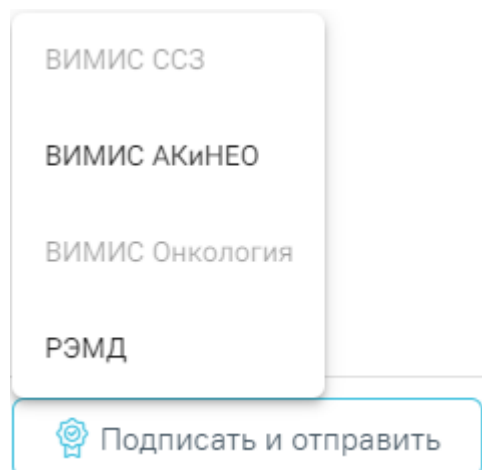 ВИМИС ССЗ
ВИМИС АКиНЕО
ВИМИС Онкология
РЭМД
Подписать и отправить